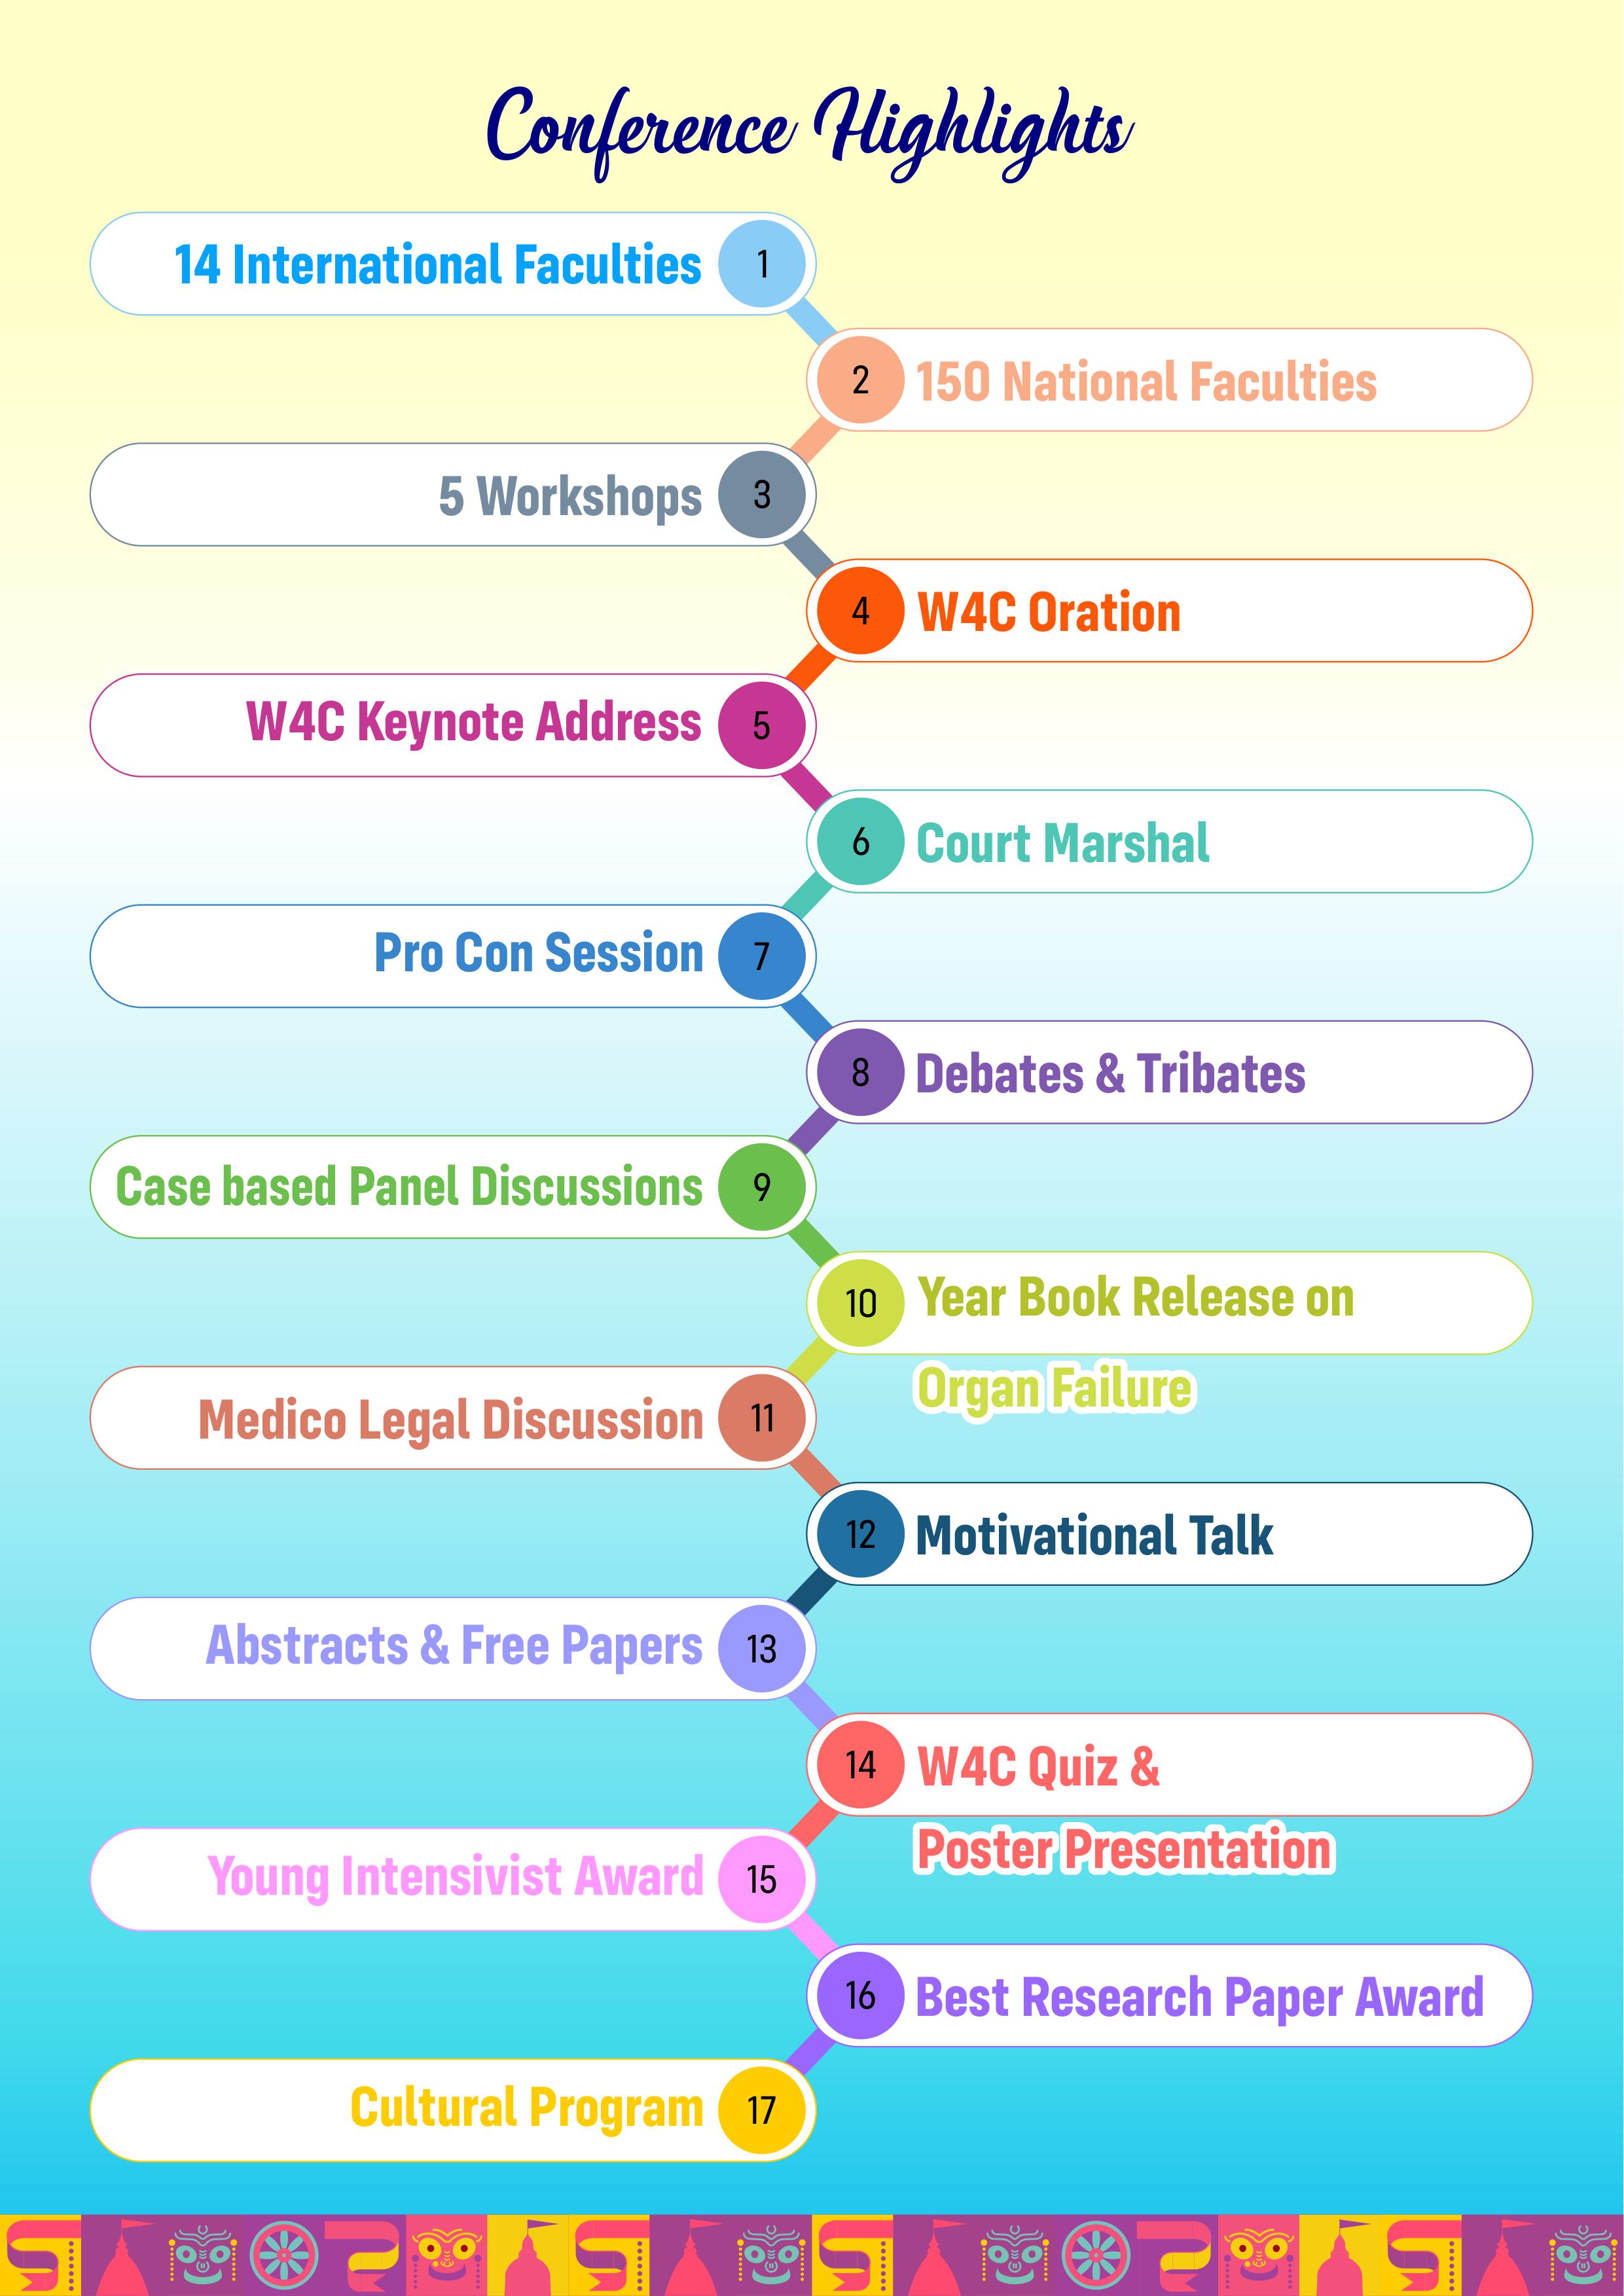 Conference Highlights
14 International Faculties 1
2 150 National Faculties
5 Workshops 3
4 W4C Oration
W4C Keynote Address 5
6 Court Marshal
Pro Con Session 7
8 Debates & Tribates
Case based Panel Discussions 9
10 Year Book Release on
Organ Failure
Medico Legal Discussion 11
12 Motivational Talk
Abstracts & Free Papers 13
14 W4C Quiz &
Poster Presentation
Young Intensivist Award 15
16 Best Research Paper Award
Cultural Program 17